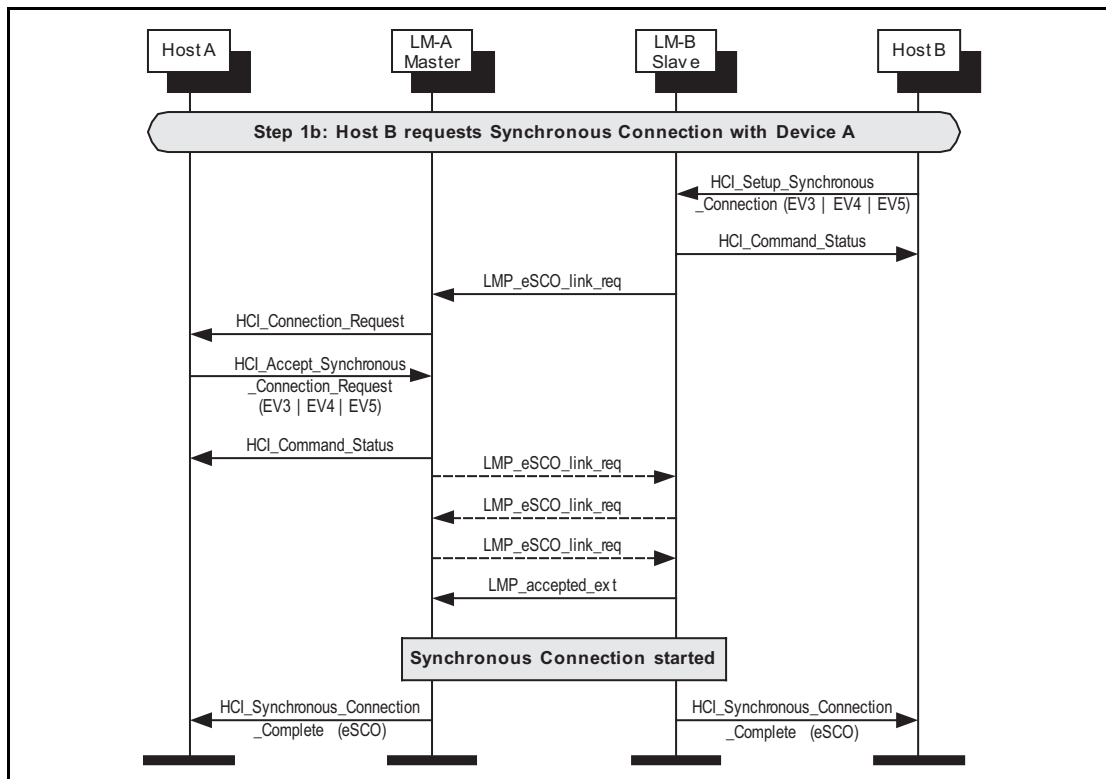 Host A
LM-A
Master
LM-B
Slave
Host B
Step 1b: Host B requests Synchronous Connection with Device A
HCI_Setup_Synchronous
_Connection (EV3 | EV4 | EV5)
HCI_Command_Status
LMP_eSCO_link_req
HCI_Connection_Request
HCI_Accept_Synchronous
_Connection_Request
(EV3 | EV4 | EV5)
HCI_Command_Status
LMP_eSCO_link_req
LMP_eSCO_link_req
LMP_eSCO_link_req
LMP_accepted_ext
Synchronous Connection started
HCI_Synchronous_Connection
_Complete (eSCO)
HCI_Synchronous_Connection
_Complete (eSCO)